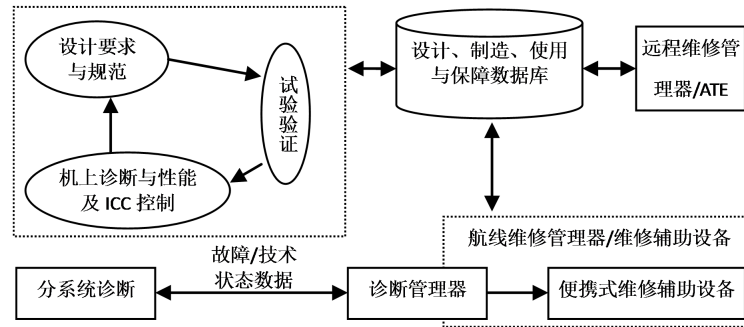 设计要求
与规范
试
验
验
证
机上诊断与性能
及 ICC 控制
设计、制造、使用
与保障数据库
远程维修管
理器/ATE
航线维修管理器/维修辅助设备
故障/技术
状态数据
分系统诊断
诊断管理器
便携式维修辅助设备